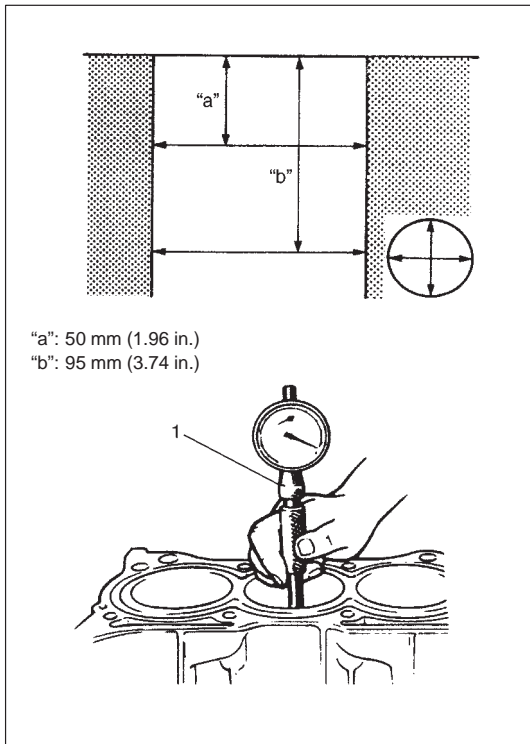 “a”
“b”
“a”: 50 mm (1.96 in.)
“b”: 95 mm (3.74 in.)
1